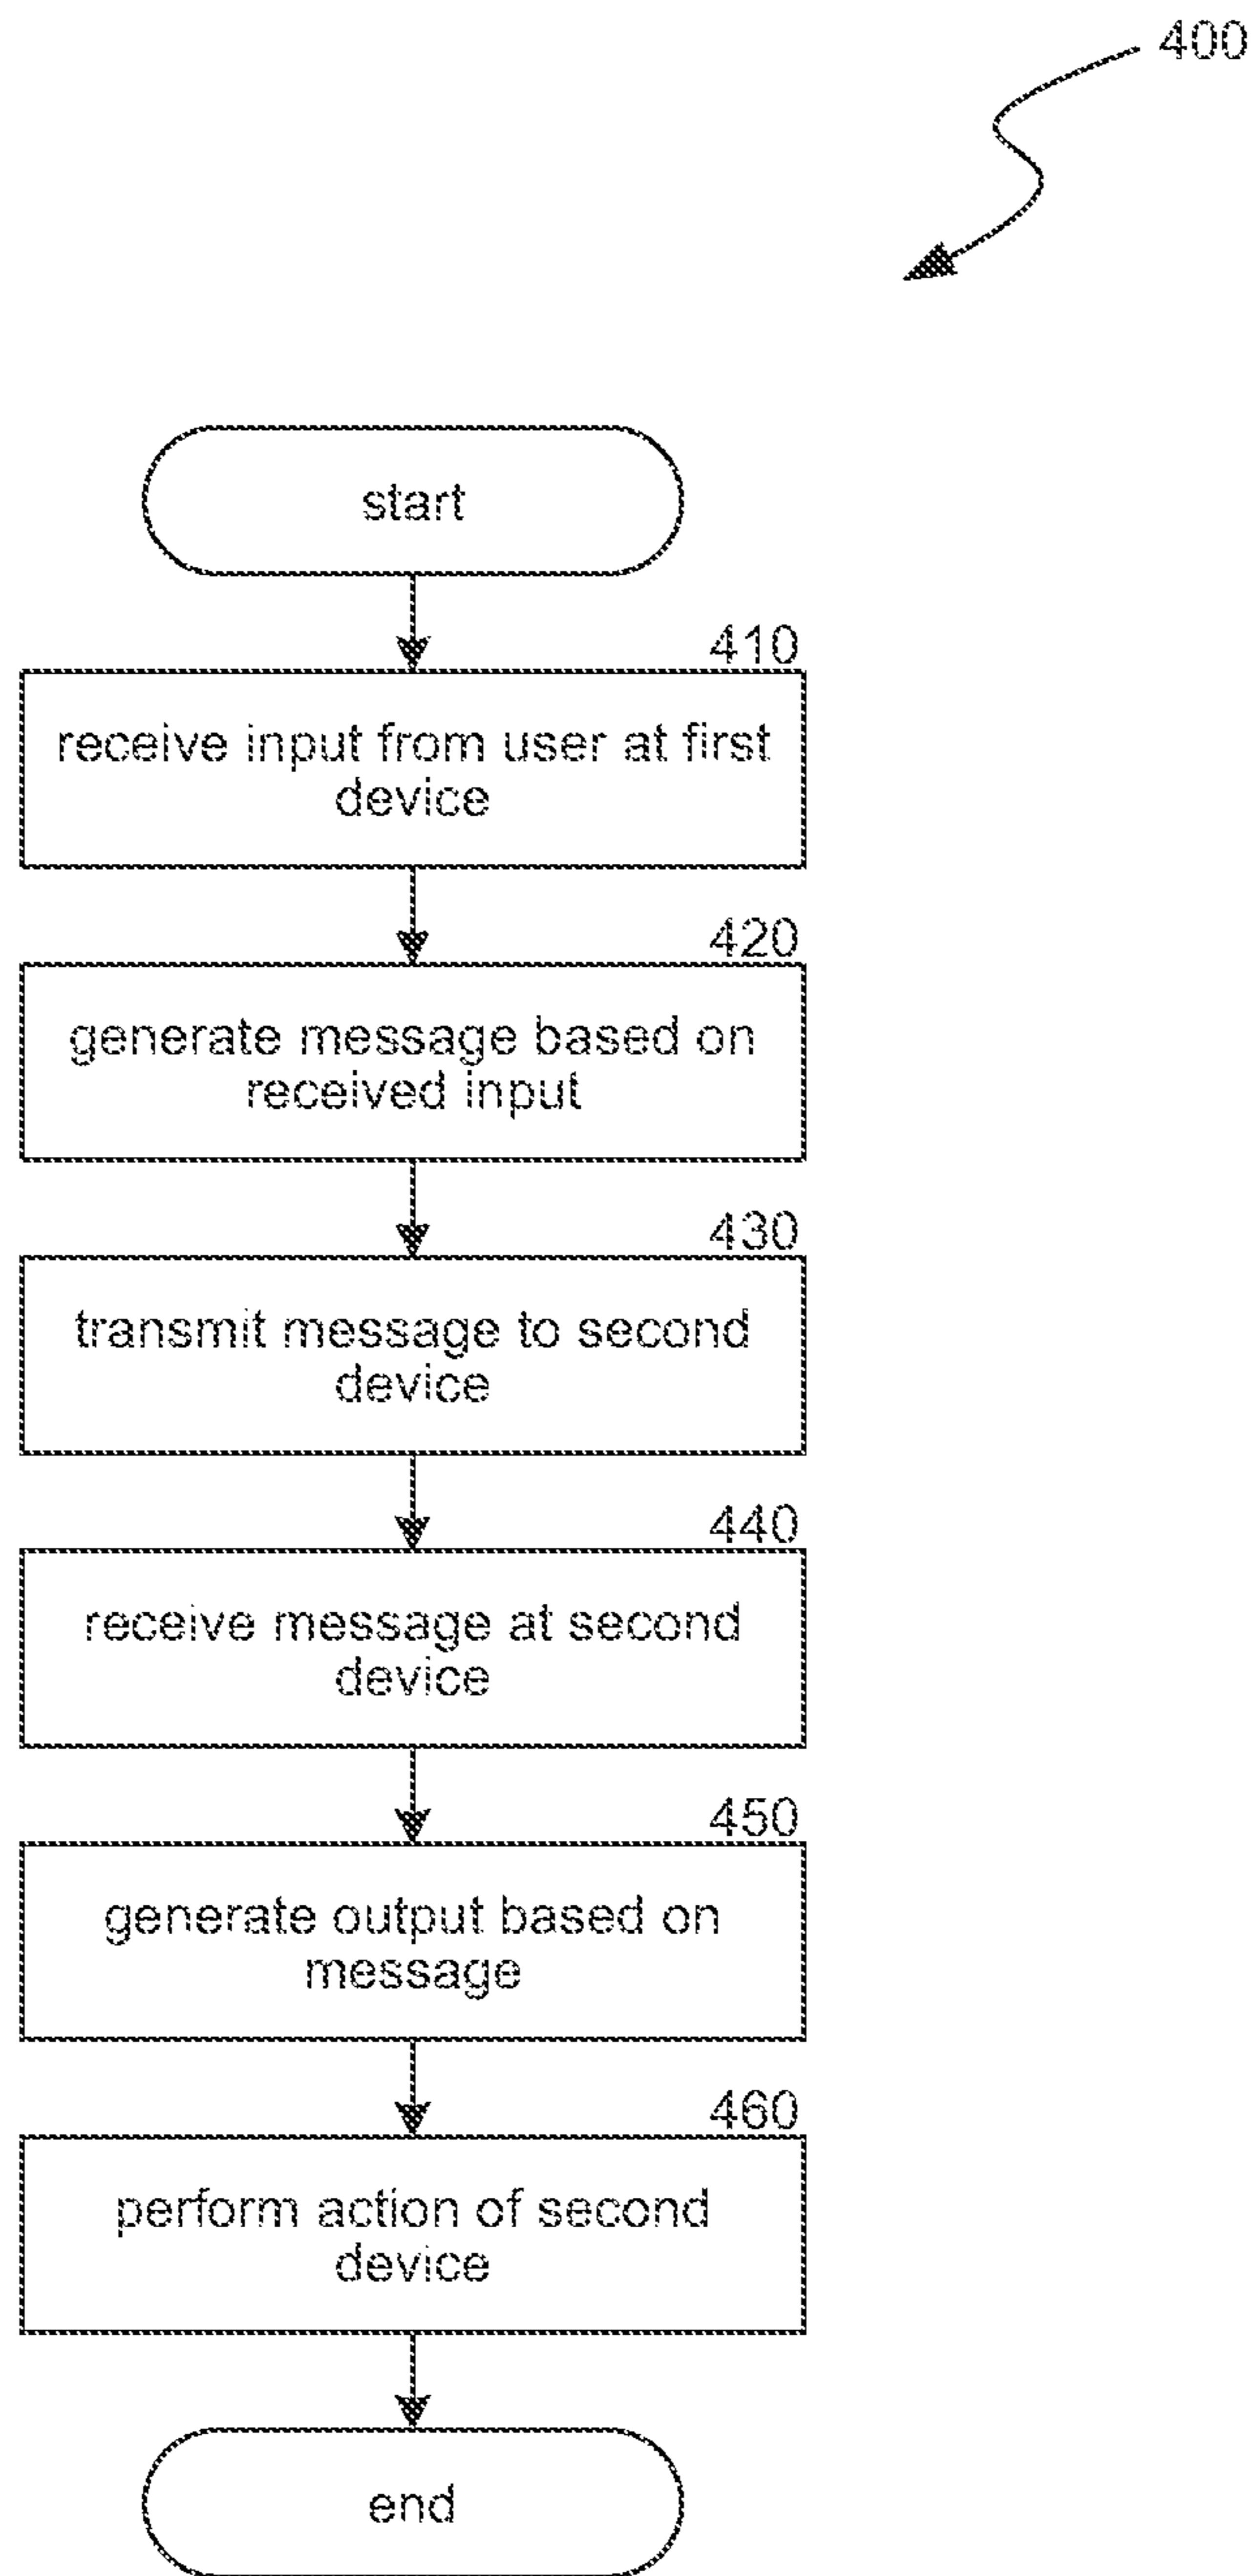 400
start
410
receive input from user at first
device
420
generate message based on
received input
430
transmit message to second
device
440
receive message at second
device
450
generate output based on
message
460
perform action of second
device
end